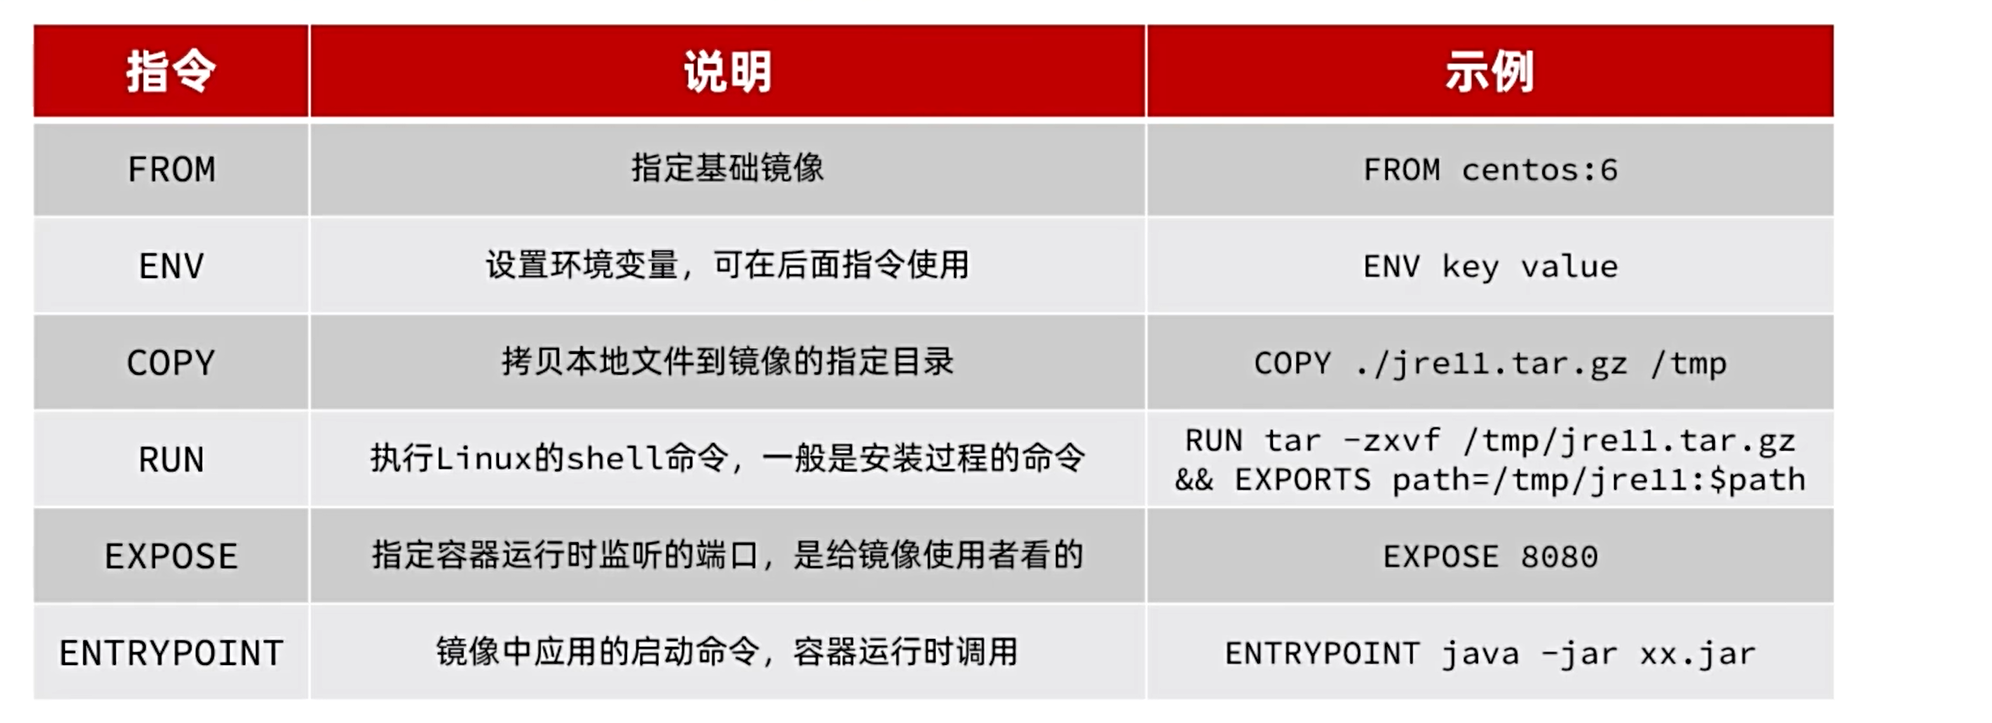 指令 说明 示例
FROM 指定基础镜像 FROM centos:6
ENV 设置环境变量，可在后面指令使用 ENV key value
COPY 拷贝本地文件到镜像的指定目录 COPY ./jre11.tar.gz /tmp
RUN 执行Linux的shell命令，一般是安装过程的命令 RUN tar -zxvf /tmp/jre11.tar.gz
&& EXPORTS path=/tmp/jre11:$path
EXPOSE 指定容器运行时监听的端口，是给镜像使用者看的 EXPOSE 8080
ENTRYPOINT 镜像中应用的启动命令，容器运行时调用 ENTRYPOINT java -jar xx.jar